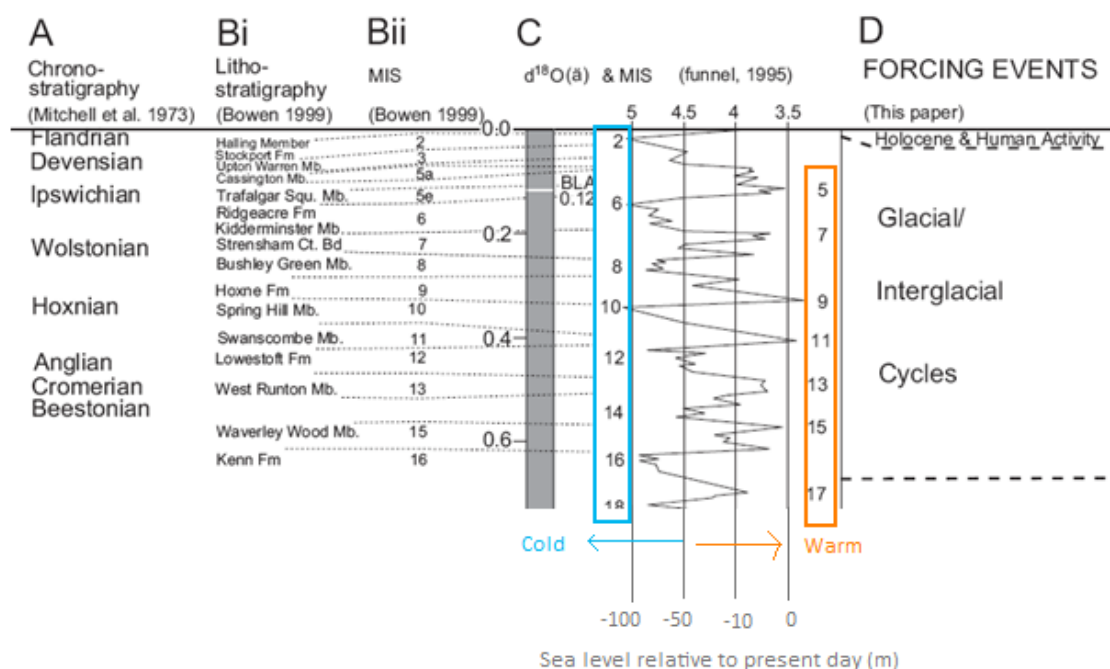 A Bi Bii C D
Chrono-
stratigraphy
(Mitchell et al. 1973)
Litho-
stratigraphy
(Bowen 1999)
MIS
(Bowen 1999)
d¹⁸O(ä) & MIS (funnel, 1995)
5 4.5 4 3.5
FORCING EVENTS
(This paper)
Flandrian
Devensian
Ipswichian
Wolstonian
Hoxnian
Anglian
Cromerian
Beestonian
Halling Member 2
Stockport Fm 3
Upton Warren Mb.
Cassington Mb. 5a
Trafalgar Squ. Mb. 5e
Ridgeacre Fm 6
Kidderminster Mb.
Strensham Ct. Bd 7
Bushley Green Mb. 8
Hoxne Fm 9
Spring Hill Mb. 10
Swanscombe Mb. 11
Lowestoft Fm 12
West Runton Mb. 13
Waverley Wood Mb. 15
Kenn Fm 16
0.0
BLA
0.12
0.2
0.4
0.6
2
6
8
10
12
14
16
18
5
7
9
11
13
15
17
Holocene & Human Activity
Glacial/
Interglacial
Cycles
Cold Warm
-100 -50 -10 0
Sea level relative to present day (m)